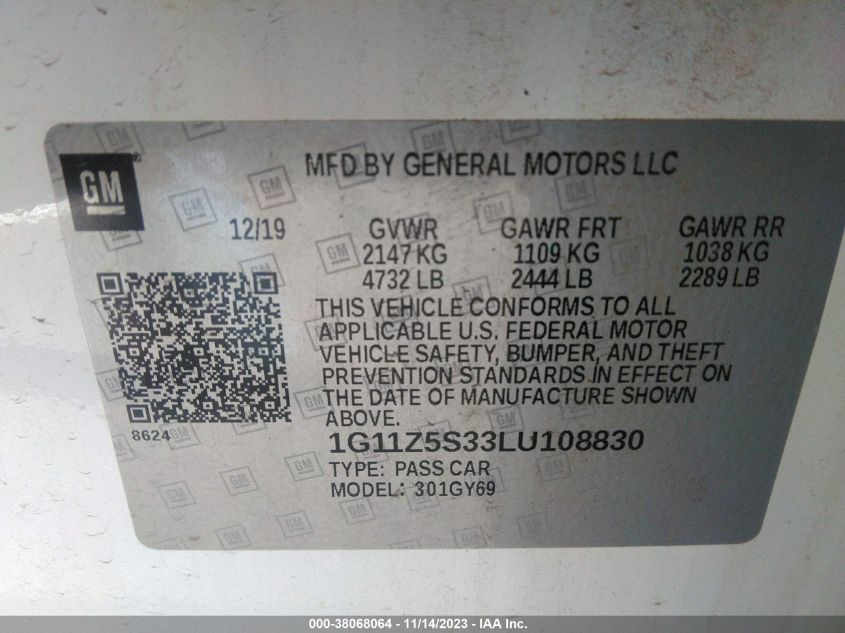 MFD BY GENERAL MOTORS LLC
GM
12/19 GVWR GAWR FRT GAWR RR
2147 KG 1109 KG 1038 KG
4732 LB 2444 LB 2289 LB
THIS VEHICLE CONFORMS TO ALL
APPLICABLE U.S. FEDERAL MOTOR
VEHICLE SAFETY, BUMPER, AND THEFT
PREVENTION STANDARDS IN EFFECT ON
THE DATE OF MANUFACTURE SHOWN
ABOVE.
8624
1G11Z5S33LU108830
TYPE: PASS CAR
MODEL: 301GY69
000-38068064 - 11/14/2023 - IAA Inc.